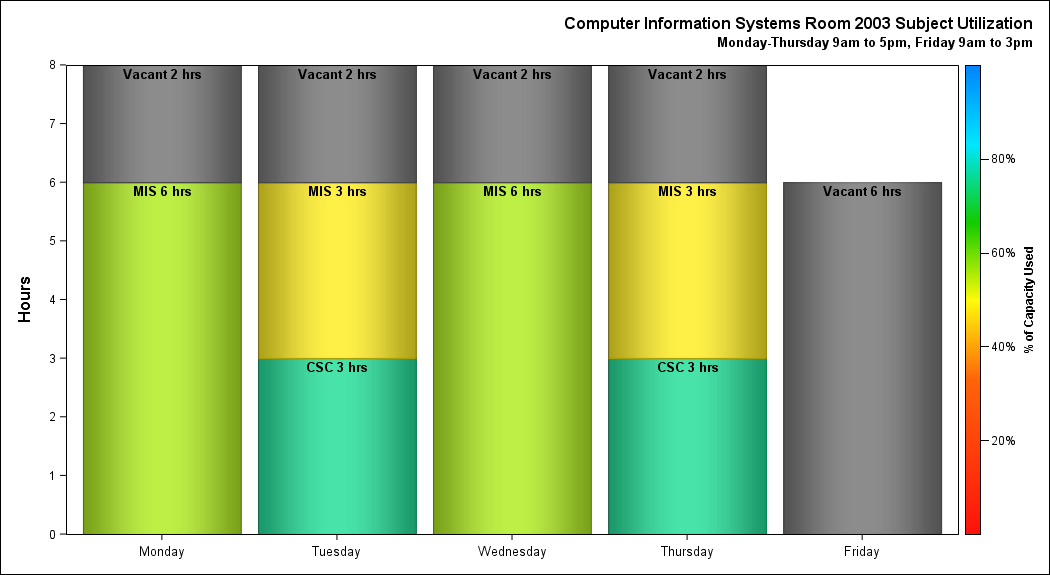 Computer Information Systems Room 2003 Subject Utilization
Monday-Thursday 9am to 5pm, Friday 9am to 3pm
Hours
8
7
6
5
4
3
2
1
0
Vacant 2 hrs
MIS 6 hrs
Vacant 2 hrs
MIS 3 hrs
CSC 3 hrs
Vacant 2 hrs
MIS 6 hrs
Vacant 2 hrs
MIS 3 hrs
CSC 3 hrs
Vacant 6 hrs
Monday
Tuesday
Wednesday
Thursday
Friday
80%
60%
40%
20%
% of Capacity Used